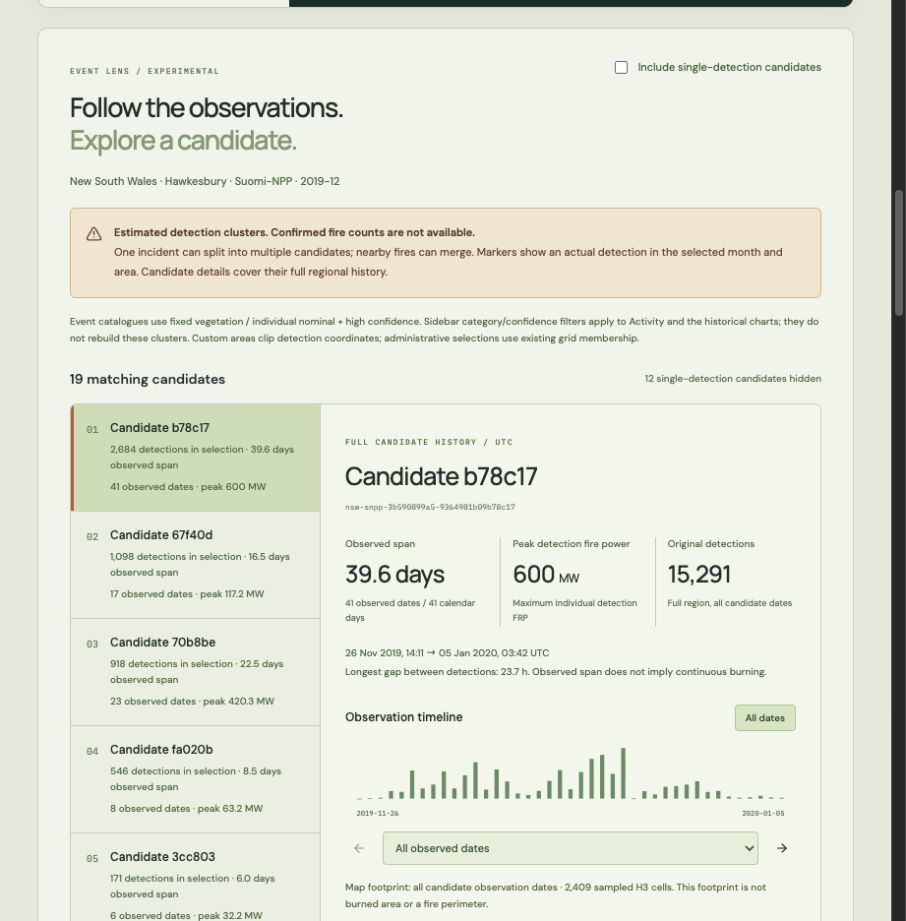 EVENT LENS / EXPERIMENTAL
Include single-detection candidates
Follow the observations.
Explore a candidate.
New South Wales · Hawkesbury · Suomi-NPP · 2019-12
Estimated detection clusters. Confirmed fire counts are not available.
One incident can split into multiple candidates; nearby fires can merge. Markers show an actual detection in the selected month and
area. Candidate details cover their full regional history.
Event catalogues use fixed vegetation / individual nominal + high confidence. Sidebar category/confidence filters apply to Activity and the historical charts; they do
not rebuild these clusters. Custom areas clip detection coordinates; administrative selections use existing grid membership.
19 matching candidates
12 single-detection candidates hidden
01 Candidate b78c17
2,684 detections in selection · 39.6 days
observed span
41 observed dates · peak 600 MW
02 Candidate 67f40d
1,098 detections in selection · 16.5 days
observed span
17 observed dates · peak 117.2 MW
03 Candidate 70b8be
918 detections in selection · 22.5 days
observed span
23 observed dates · peak 420.3 MW
04 Candidate fa020b
546 detections in selection · 8.5 days
observed span
8 observed dates · peak 63.2 MW
05 Candidate 3cc803
171 detections in selection · 6.0 days
observed span
6 observed dates · peak 32.2 MW
FULL CANDIDATE HISTORY / UTC
Candidate b78c17
nsw-snpp-3b590899a5-9364981b09b78c17
Observed span
39.6 days
41 observed dates / 41 calendar
days
Peak detection fire power
600 MW
Maximum individual detection
FRP
Original detections
15,291
Full region, all candidate dates
26 Nov 2019, 14:11 → 05 Jan 2020, 03:42 UTC
Longest gap between detections: 23.7 h. Observed span does not imply continuous burning.
Observation timeline
All dates
2019-11-26
2020-01-05
← All observed dates →
Map footprint: all candidate observation dates · 2,409 sampled H3 cells. This footprint is not
burned area or a fire perimeter.